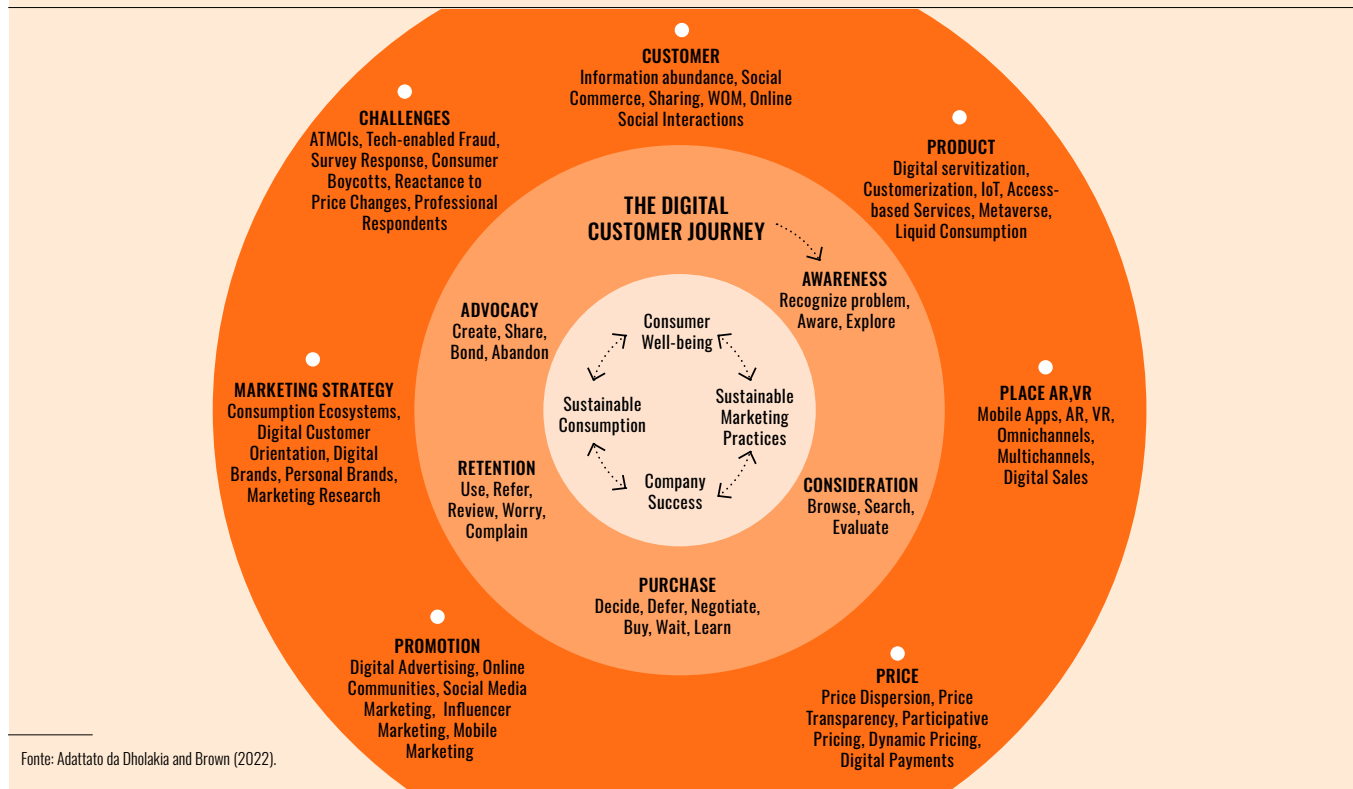 CUSTOMER
Information abundance, Social
Commerce, Sharing, WOM, Online
Social Interactions
CHALLENGES
ATMCIs, Tech-enabled Fraud,
Survey Response, Consumer
Boycotts, Reactance to
Price Changes, Professional
Respondents
PRODUCT
Digital servitization,
Customerization, IoT, Access-
based Services, Metaverse,
Liquid Consumption
THE DIGITAL
CUSTOMER JOURNEY
AWARENESS
Recognize problem,
Aware, Explore
ADVOCACY
Create, Share,
Bond, Abandon
Consumer
Well-being
Sustainable
Consumption
Sustainable
Marketing
Practices
Company
Success
MARKETING STRATEGY
Consumption Ecosystems,
Digital Customer
Orientation, Digital
Brands, Personal Brands,
Marketing Research
PLACE AR,VR
Mobile Apps, AR, VR,
Omnichannels,
Multichannels,
Digital Sales
RETENTION
Use, Refer,
Review, Worry,
Complain
CONSIDERATION
Browse, Search,
Evaluate
PURCHASE
Decide, Defer, Negotiate,
Buy, Wait, Learn
PROMOTION
Digital Advertising, Online
Communities, Social Media
Marketing, Influencer
Marketing, Mobile
Marketing
PRICE
Price Dispersion, Price
Transparency, Participative
Pricing, Dynamic Pricing,
Digital Payments
Fonte: Adattato da Dholakia and Brown (2022).